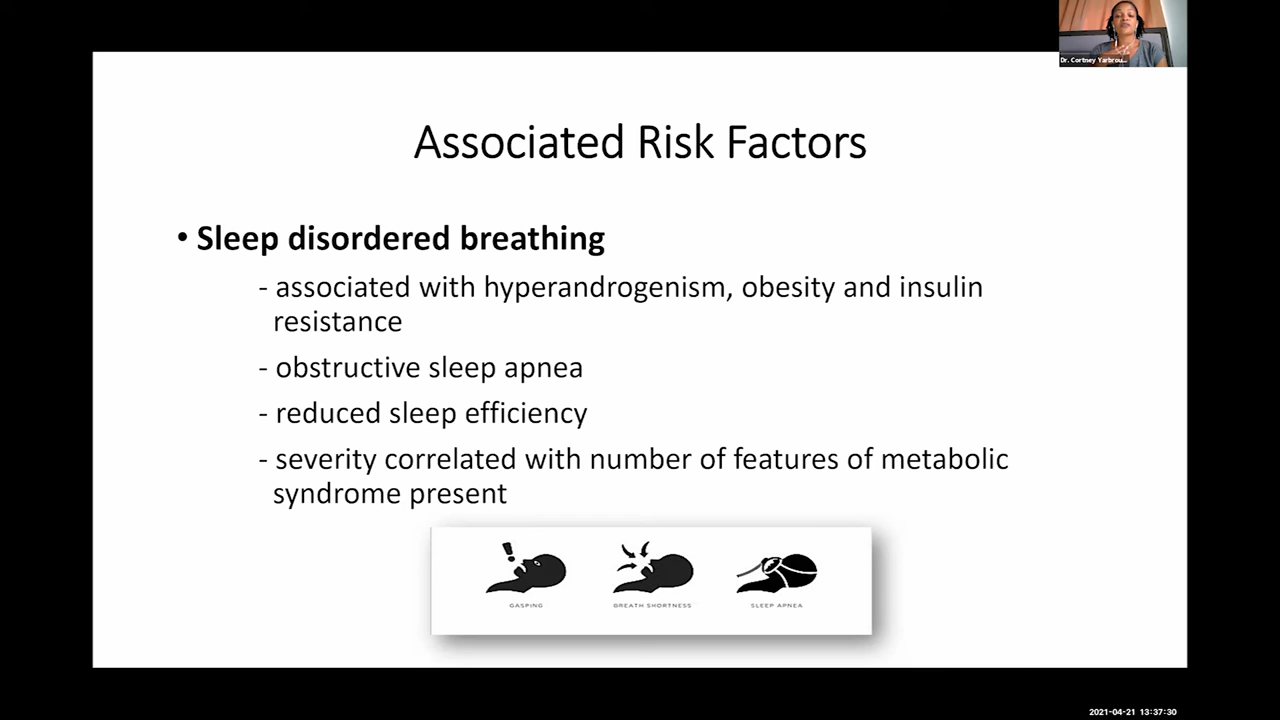 Dr. Cortney Yarbrou...
Associated Risk Factors
• Sleep disordered breathing
- associated with hyperandrogenism, obesity and insulin
resistance
- obstructive sleep apnea
- reduced sleep efficiency
- severity correlated with number of features of metabolic
syndrome present
GASPING
BREATH SHORTNESS
SLEEP APNEA
2021-04-21 13:37:30